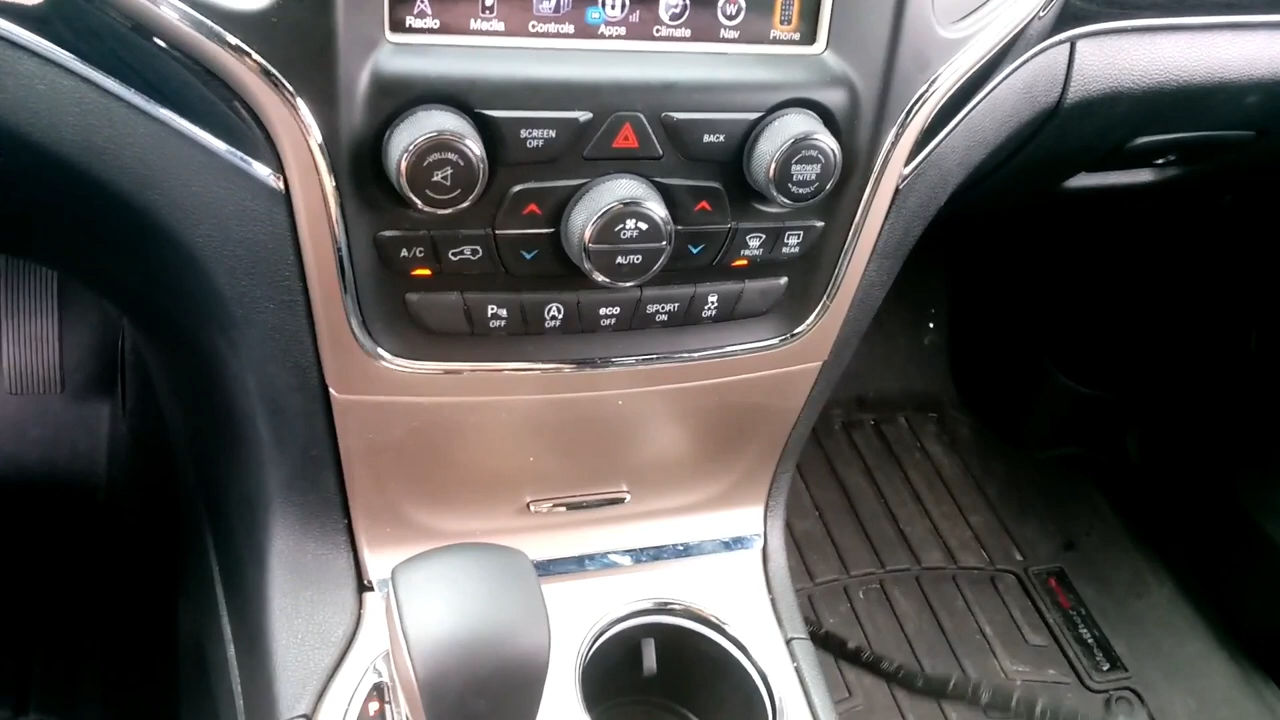 Radio
Media
Controls
Apps
Climate
Nav
W
Phone
VOLUME
SCREEN
OFF
BACK
TUNE
BROWSE
ENTER
SCROLL
OFF
AUTO
A/C
FRONT
REAR
P
OFF
A
OFF
eco
OFF
SPORT
ON
OFF
Weather